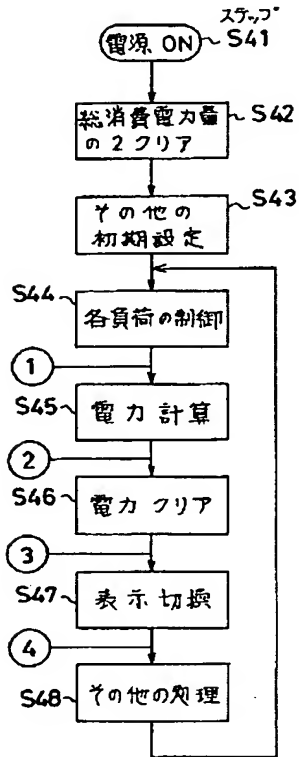 ステップ
電源 ON S41
総消費電力量 S42
の2クリア
その他の S43
初期設定
S44
各負荷の制御
①
S45
電力計算
②
S46
電力クリア
③
S47
表示切換
④
S48 その他の処理